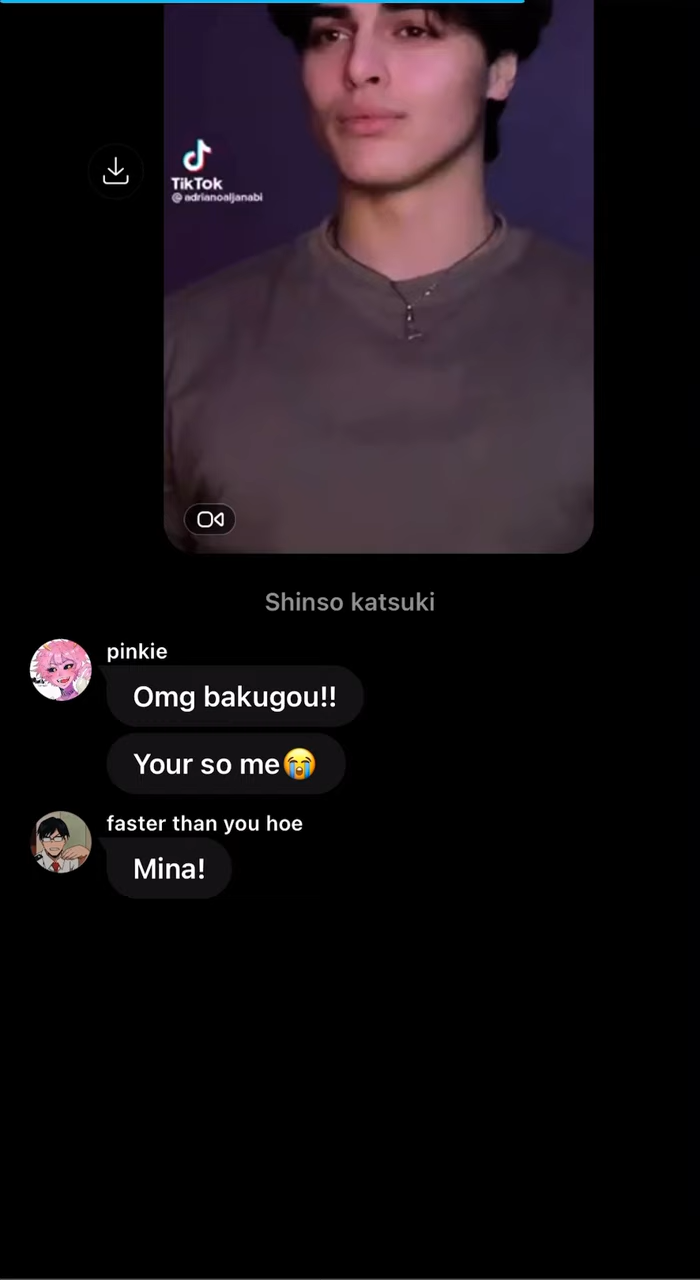 TikTok
@adrianoaljanabi
Shinso katsuki
pinkie
Omg bakugou!!
Your so me😭
faster than you hoe
Mina!